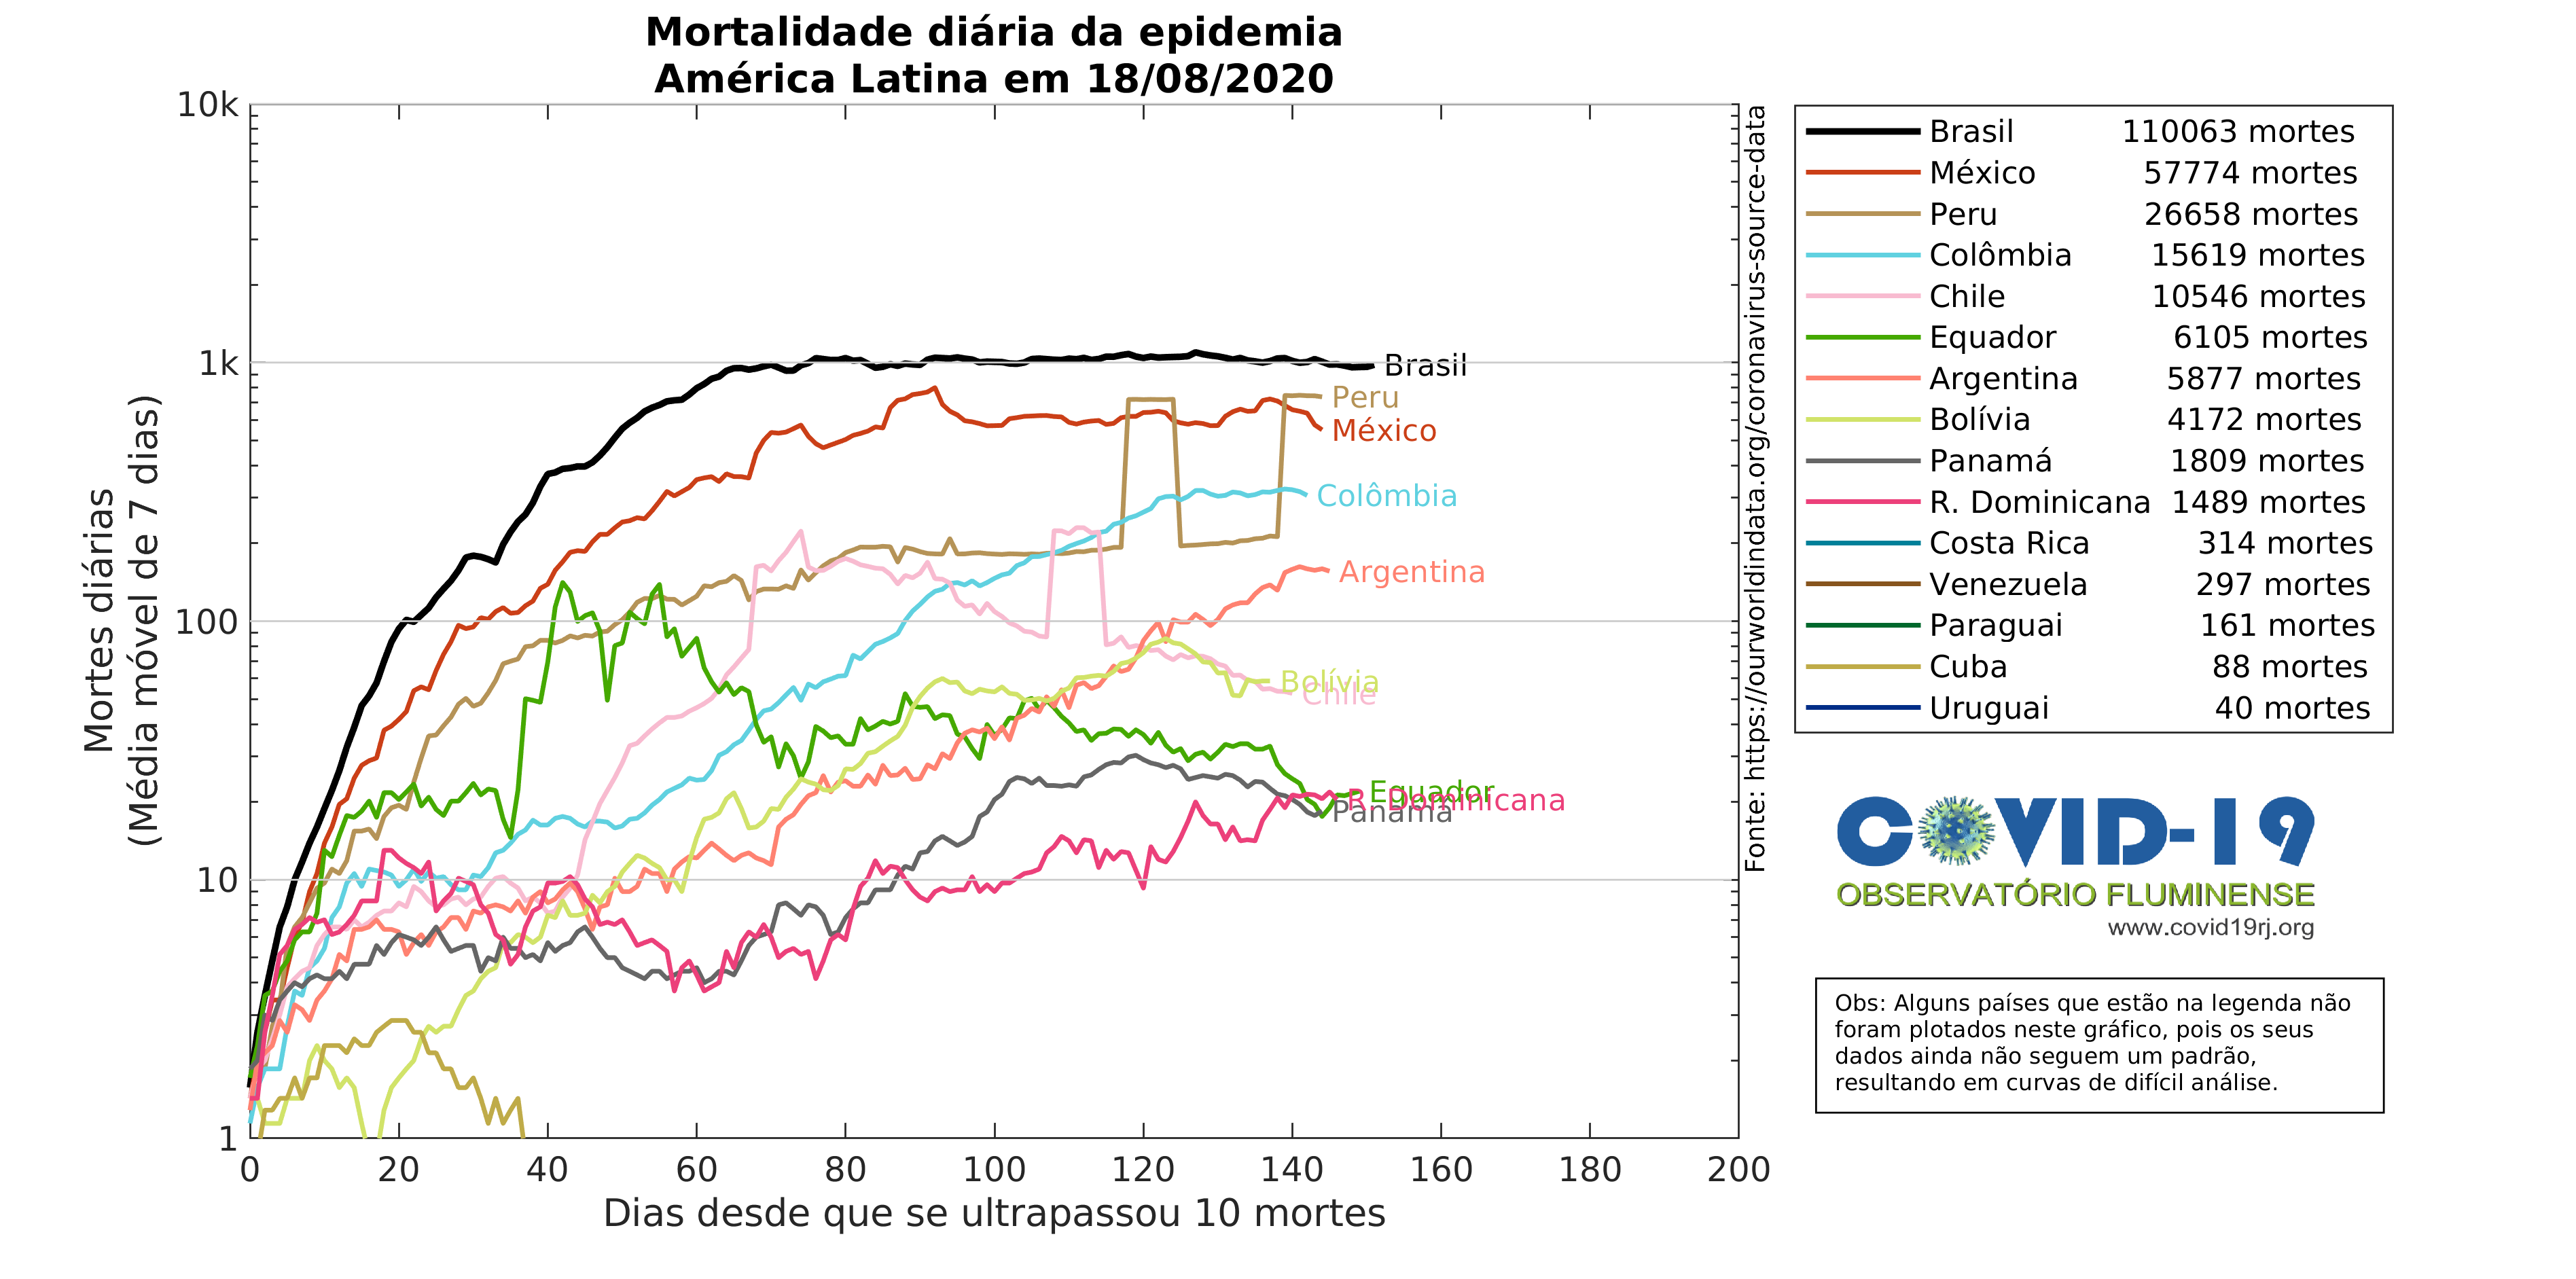 Mortalidade diária da epidemia
América Latina em 18/08/2020
Mortes diárias
(Média móvel de 7 dias)
10k
1k
100
10
1
0 20 40 60 80 100 120 140 160 180 200
Dias desde que se ultrapassou 10 mortes
Brasil
Peru
México
Colômbia
Argentina
Bolívia
Chile
Equador
R. Dominicana
Panamá
Fonte: https://ourworldindata.org/coronavirus-source-data
Brasil 110063 mortes
México 57774 mortes
Peru 26658 mortes
Colômbia 15619 mortes
Chile 10546 mortes
Equador 6105 mortes
Argentina 5877 mortes
Bolívia 4172 mortes
Panamá 1809 mortes
R. Dominicana 1489 mortes
Costa Rica 314 mortes
Venezuela 297 mortes
Paraguai 161 mortes
Cuba 88 mortes
Uruguai 40 mortes
COVID-19
OBSERVATÓRIO FLUMINENSE
www.covid19rj.org
Obs: Alguns países que estão na legenda não
foram plotados neste gráfico, pois os seus
dados ainda não seguem um padrão,
resultando em curvas de difícil análise.